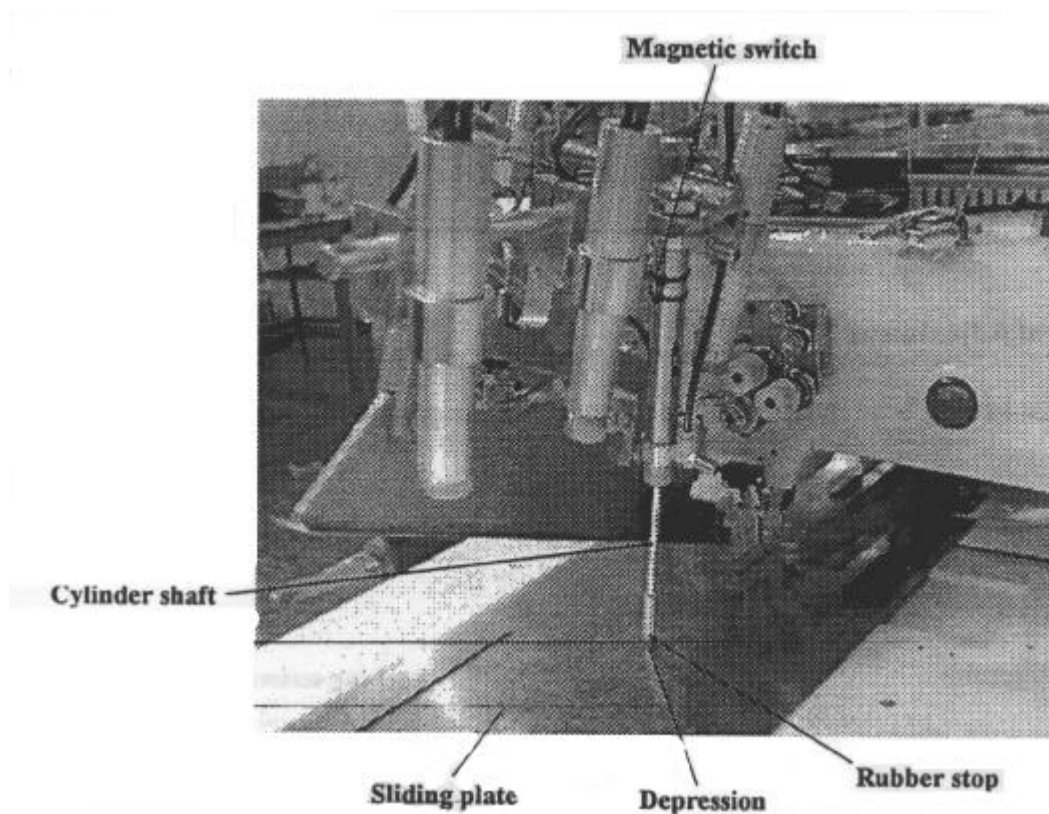 Magnetic switch
Cylinder shaft
Sliding plate
Depression
Rubber stop